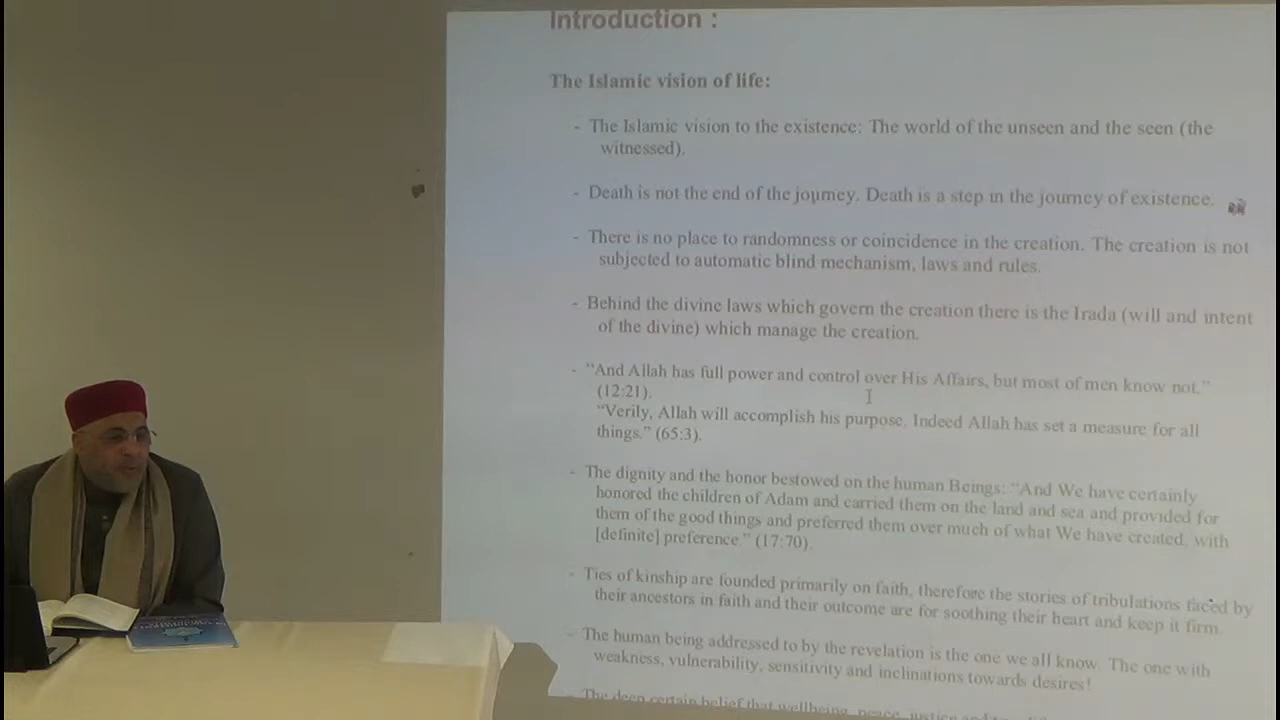 Introduction :
The Islamic vision of life:
- The Islamic vision to the existence: The world of the unseen and the seen (the
witnessed).
- Death is not the end of the journey. Death is a step in the journey of existence.
- There is no place to randomness or coincidence in the creation. The creation is not
subjected to automatic blind mechanism, laws and rules.
- Behind the divine laws which govern the creation there is the Irada (will and intent
of the divine) which manage the creation.
- "And Allah has full power and control over His Affairs, but most of men know not."
(12:21).
"Verily, Allah will accomplish his purpose. Indeed Allah has set a measure for all
things." (65:3).
- The dignity and the honor bestowed on the human Beings: "And We have certainly
honored the children of Adam and carried them on the land and sea and provided for
them of the good things and preferred them over much of what We have created, with
[definite] preference." (17:70).
- Ties of kinship are founded primarily on faith, therefore the stories of tribulations faced by
their ancestors in faith and their outcome are for soothing their heart and keep it firm.
- The human being addressed to by the revelation is the one we all know. The one with
weakness, vulnerability, sensitivity and inclinations towards desires!
- The deep certain belief that wellbeing, peace, justice and